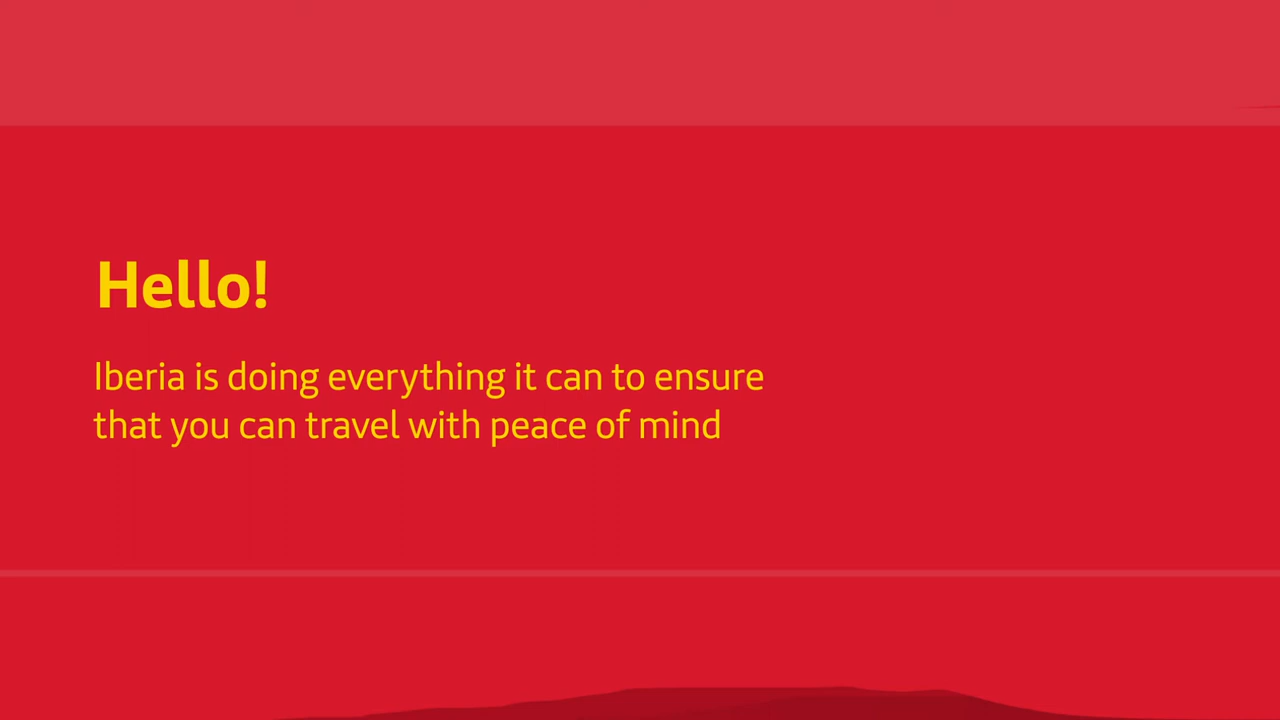 Hello!
Iberia is doing everything it can to ensure
that you can travel with peace of mind